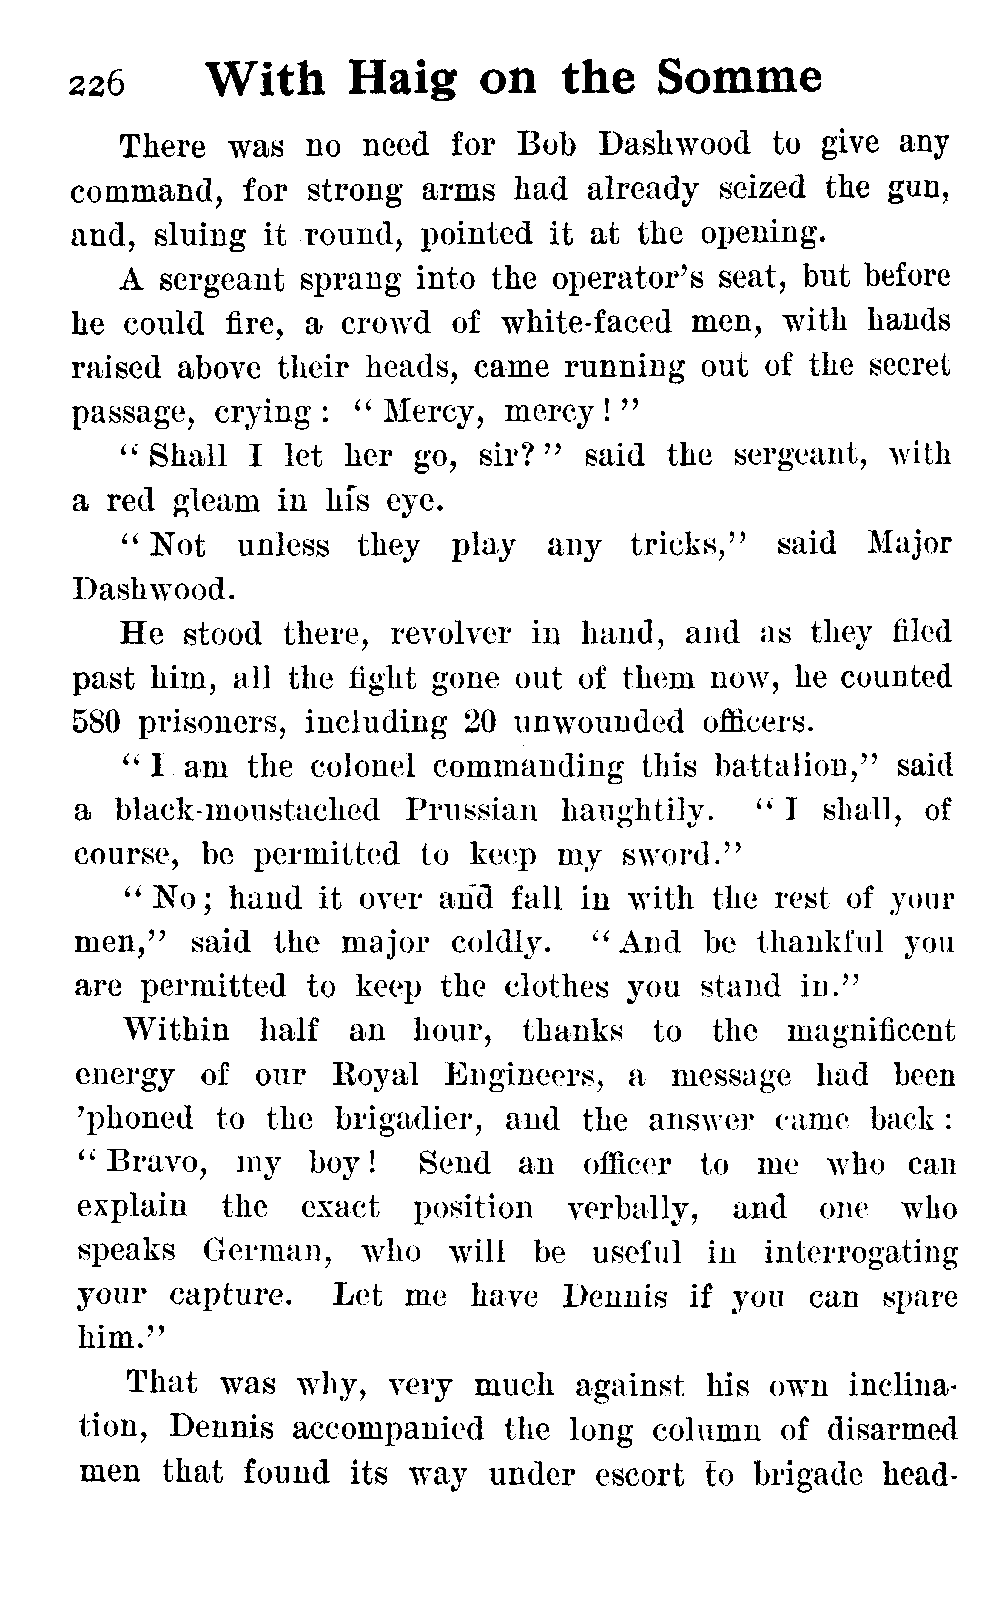 226 With Haig on the Somme
There was no need for Bob Dashwood to give any
command, for strong arms had already seized the gun,
and, sluing it round, pointed it at the opening.
A sergeant sprang into the operator's seat, but before
he could fire, a crowd of white-faced men, with hands
raised above their heads, came running out of the secret
passage, crying: "Mercy, mercy!"
"Shall I let her go, sir?" said the sergeant, with
a red gleam in his eye.
"Not unless they play any tricks," said Major
Dashwood.
He stood there, revolver in hand, and as they filed
past him, all the fight gone out of them now, he counted
580 prisoners, including 20 unwounded officers.
"I am the colonel commanding this battalion," said
a black-moustached Prussian haughtily. "I shall, of
course, be permitted to keep my sword."
"No; hand it over and fall in with the rest of your
men," said the major coldly. "And be thankful you
are permitted to keep the clothes you stand in."
Within half an hour, thanks to the magnificent
energy of our Royal Engineers, a message had been
'phoned to the brigadier, and the answer came back:
"Bravo, my boy! Send an officer to me who can
explain the exact position verbally, and one who
speaks German, who will be useful in interrogating
your capture. Let me have Dennis if you can spare
him."
That was why, very much against his own inclina-
tion, Dennis accompanied the long column of disarmed
men that found its way under escort to brigade head-